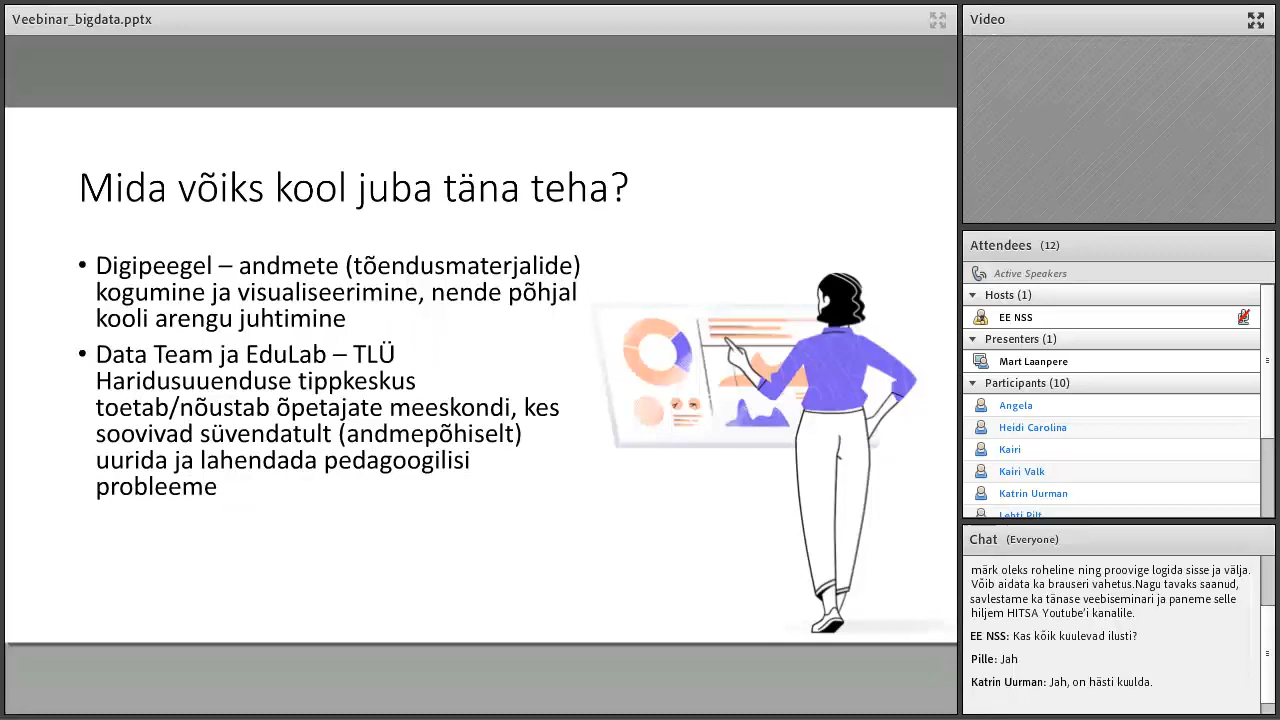 Veebinar_bigdata.pptx
Mida võiks kool juba täna teha?
• Digipeegel – andmete (tõendusmaterjalide)
kogumine ja visualiseerimine, nende põhjal
kooli arengu juhtimine
• Data Team ja EduLab – TLÜ
Haridusuuenduse tippkeskus
toetab/nõustab õpetajate meeskondi, kes
soovivad süvendatult (andmepõhiselt)
uurida ja lahendada pedagoogilisi
probleeme
Video
Attendees (12)
Active Speakers
Hosts (1)
EE NSS
Presenters (1)
Mart Laanpere
Participants (10)
Angela
Heidi Carolina
Kairi
Kairi Valk
Katrin Uurman
Lehti Pilt
Chat (Everyone)
märk oleks roheline ning proovige logida sisse ja välja.
Võib aidata ka brauseri vahetus.Nagu tavaks saanud,
savlestame ka tänase veebiseminari ja paneme selle
hiljem HITSA Youtube'i kanalile.
EE NSS: Kas kõik kuulevad ilusti?
Pille: Jah
Katrin Uurman: Jah, on hästi kuulda.